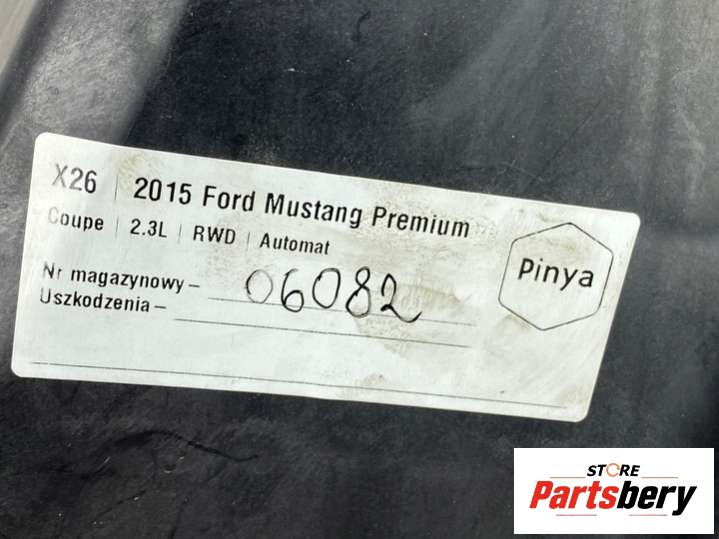 X26 | 2015 Ford Mustang Premium
Coupe | 2.3L | RWD | Automat
Nr magazynowy – 06082
Uszkodzenia –
Pinya
STORE
Partsbery